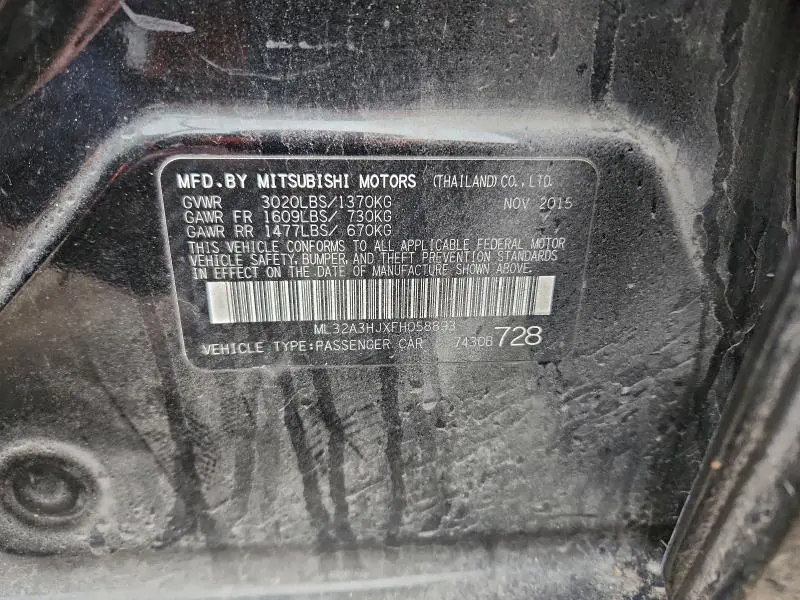 MFD.BY MITSUBISHI MOTORS (THAILAND)CO.,LTD.
GVWR 3020LBS/1370KG NOV 2015
GAWR FR 1609LBS/ 730KG
GAWR RR 1477LBS/ 670KG
THIS VEHICLE CONFORMS TO ALL APPLICABLE FEDERAL MOTOR
VEHICLE SAFETY, BUMPER, AND THEFT PREVENTION STANDARDS
IN EFFECT ON THE DATE OF MANUFACTURE SHOWN ABOVE.
ML32A3HJXFH058893
VEHICLE TYPE:PASSENGER CAR 7430B 728